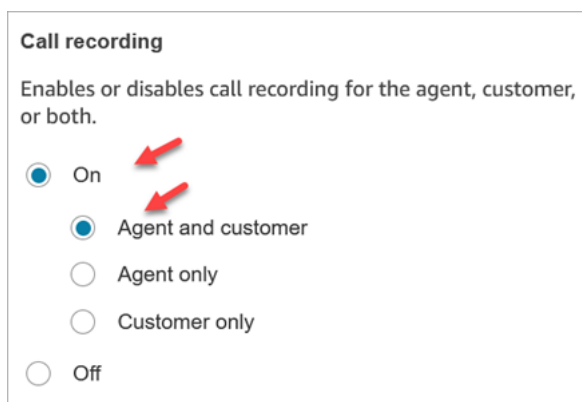 Call recording
Enables or disables call recording for the agent, customer,
or both.
On
Agent and customer
Agent only
Customer only
Off